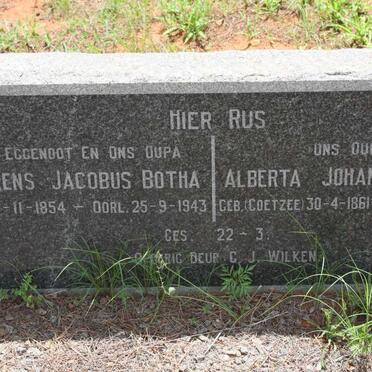 HIER RUS
EGGENOOT EN ONS OUPA
ENS JACOBUS BOTHA
-11-1854 - OORL. 25-9-1943
ONS OU
ALBERTA JOHA
GEB. (COETZEE) 30-4-1861
GES. 22-3.
DEUR C. J. WILKEN